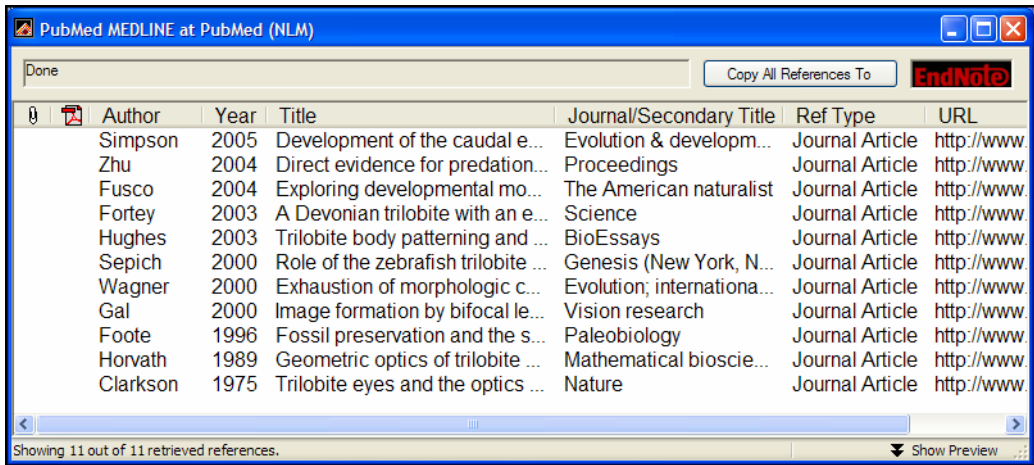 PubMed MEDLINE at PubMed (NLM)
Done Copy All References To EndNote
Author Year Title Journal/Secondary Title Ref Type URL
Simpson 2005 Development of the caudal e... Evolution & developm... Journal Article http://www.
Zhu 2004 Direct evidence for predation... Proceedings Journal Article http://www.
Fusco 2004 Exploring developmental mo... The American naturalist Journal Article http://www.
Fortey 2003 A Devonian trilobite with an e... Science Journal Article http://www.
Hughes 2003 Trilobite body patterning and ... BioEssays Journal Article http://www.
Sepich 2000 Role of the zebrafish trilobite ... Genesis (New York, N... Journal Article http://www.
Wagner 2000 Exhaustion of morphologic c... Evolution; internationa... Journal Article http://www.
Gal 2000 Image formation by bifocal le... Vision research Journal Article http://www.
Foote 1996 Fossil preservation and the s... Paleobiology Journal Article http://www.
Horvath 1989 Geometric optics of trilobite ... Mathematical bioscie... Journal Article http://www.
Clarkson 1975 Trilobite eyes and the optics ... Nature Journal Article http://www.
Showing 11 out of 11 retrieved references. Show Preview